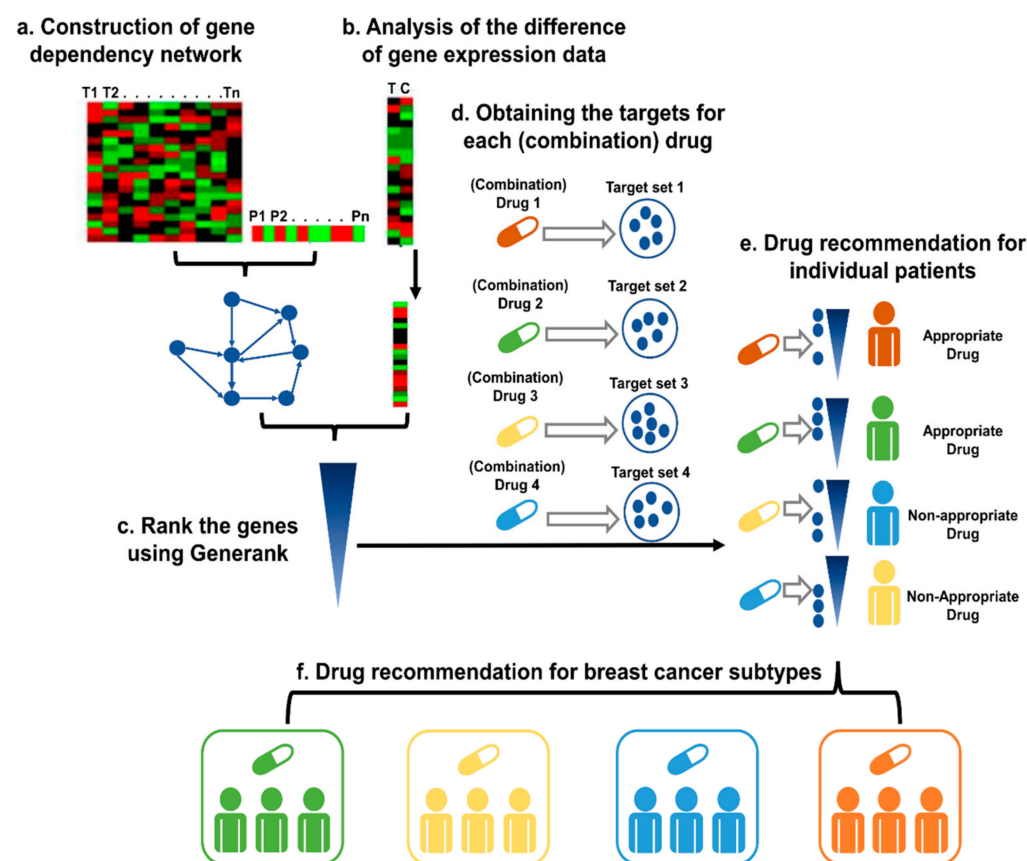 a. Construction of gene
dependency network
T1 T2 . . . . . . . . . Tn
P1 P2 . . . . . Pn
b. Analysis of the difference
of gene expression data
T C
c. Rank the genes
using Generank
d. Obtaining the targets for
each (combination) drug
(Combination)
Drug 1
Target set 1
(Combination)
Drug 2
Target set 2
(Combination)
Drug 3
Target set 3
(Combination)
Drug 4
Target set 4
e. Drug recommendation for
individual patients
Appropriate
Drug
Appropriate
Drug
Non-appropriate
Drug
Non-Appropriate
Drug
f. Drug recommendation for breast cancer subtypes